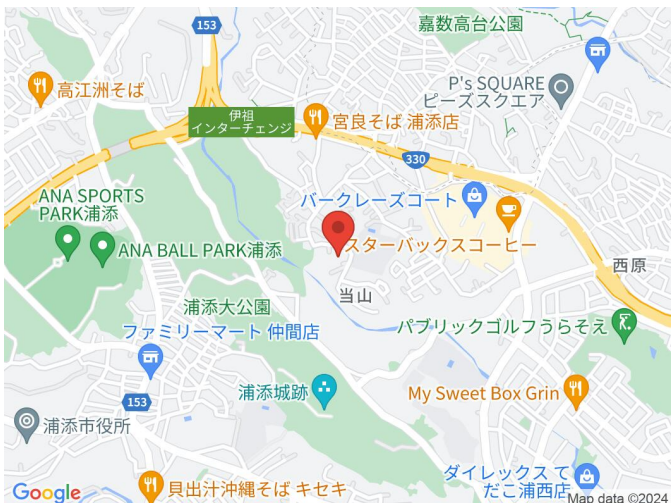 153
嘉数高台公園
高江洲そば
P's SQUARE
ピーズスクエア
伊祖
インターチェンジ
宮良そば 浦添店
330
バークレーズコート
ANA SPORTS
PARK浦添
ANA BALL PARK浦添
スターバックスコーヒー
西原
当山
浦添大公園
ファミリーマート 仲間店
パブリックゴルフうらそえ
浦添城跡
My Sweet Box Grin
153
浦添市役所
貝出汁沖縄そば キセキ
ダイレックス て
だこ浦西店
Google
Map data ©2024